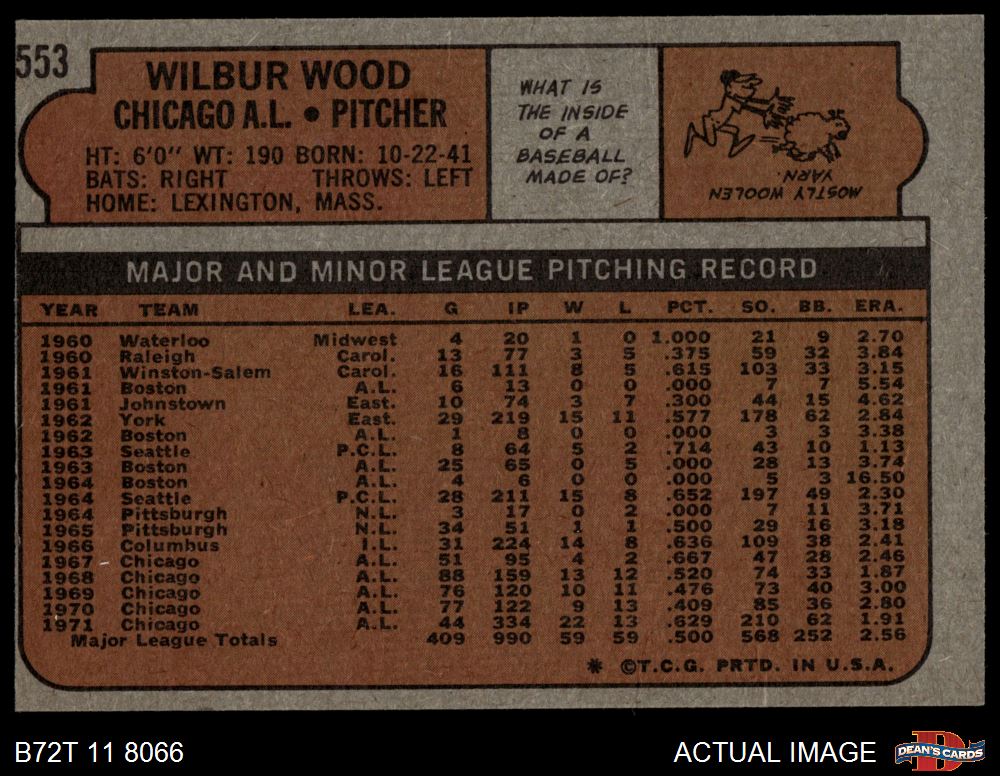 553
WILBUR WOOD
CHICAGO A.L. • PITCHER
HT: 6'0" WT: 190 BORN: 10-22-41
BATS: RIGHT THROWS: LEFT
HOME: LEXINGTON, MASS.
WHAT IS
THE INSIDE
OF A
BASEBALL
MADE OF?
MOSTLY WOOLEN
YARN.
MAJOR AND MINOR LEAGUE PITCHING RECORD
YEAR TEAM LEA. G IP W L PCT. SO. BB. ERA.
1960 Waterloo Midwest 4 20 1 0 1.000 21 9 2.70
1960 Raleigh Carol. 13 77 3 5 .375 59 32 3.84
1961 Winston-Salem Carol. 16 111 8 5 .615 103 33 3.15
1961 Boston A.L. 6 13 0 0 .000 7 7 5.54
1961 Johnstown East. 10 74 3 7 .300 44 15 4.62
1962 York East. 29 219 15 11 .577 178 62 2.84
1962 Boston A.L. 1 8 0 0 .000 3 3 3.38
1963 Seattle P.C.L. 8 64 5 2 .714 43 10 1.13
1963 Boston A.L. 25 65 0 5 .000 28 13 3.74
1964 Boston A.L. 4 6 0 0 .000 5 3 16.50
1964 Seattle P.C.L. 28 211 15 8 .652 197 49 2.30
1964 Pittsburgh N.L. 3 17 0 2 .000 7 11 3.71
1965 Pittsburgh N.L. 34 51 1 1 .500 29 16 3.18
1966 Columbus I.L. 31 224 14 8 .636 109 38 2.41
1967 Chicago A.L. 51 95 4 2 .667 47 28 2.46
1968 Chicago A.L. 88 159 13 12 .520 74 33 1.87
1969 Chicago A.L. 76 120 10 11 .476 73 40 3.00
1970 Chicago A.L. 77 122 9 13 .409 85 36 2.80
1971 Chicago A.L. 44 334 22 13 .629 210 62 1.91
Major League Totals 409 990 59 59 .500 568 252 2.56
* ©T.C.G. PRTD. IN U.S.A.
B72T 11 8066
ACTUAL IMAGE
DEAN'S CARDS